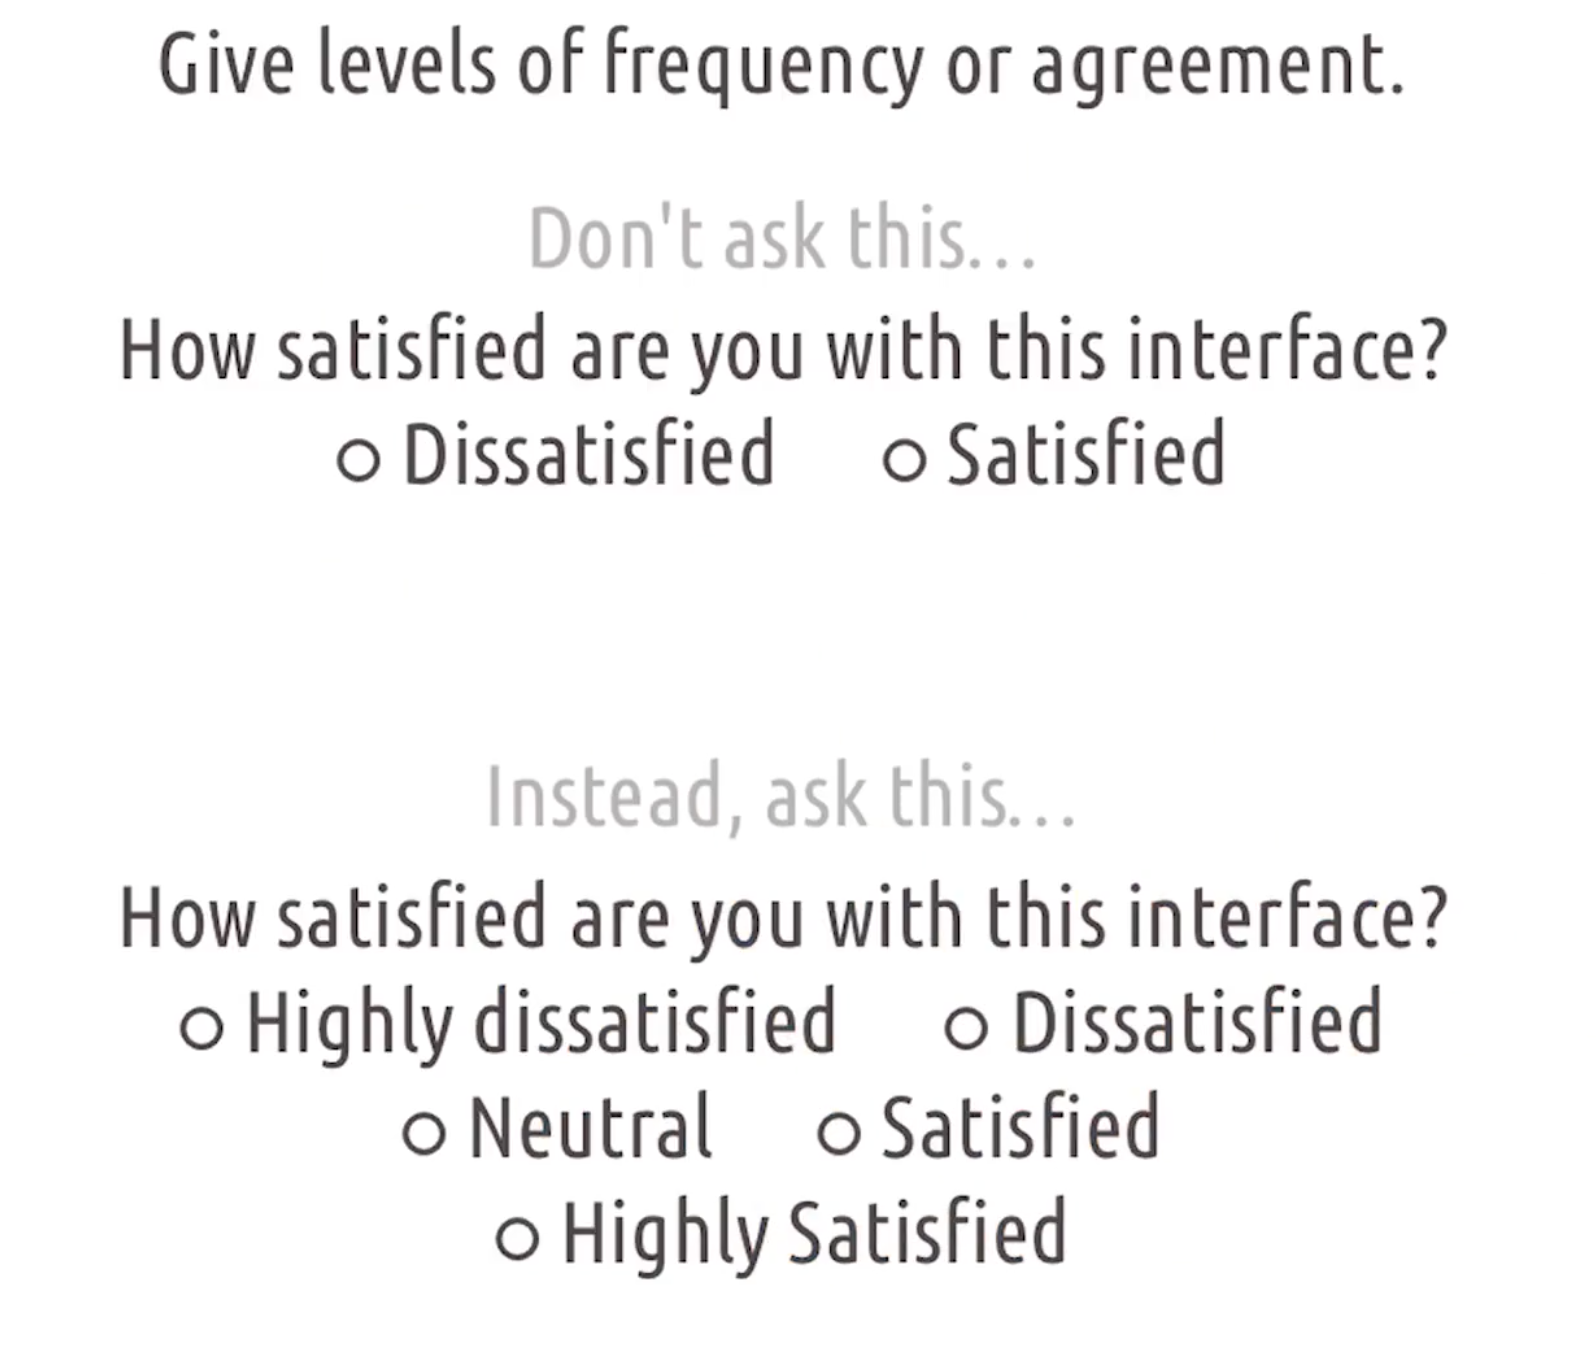 Give levels of frequency or agreement.
Don't ask this...
How satisfied are you with this interface?
○ Dissatisfied ○ Satisfied
Instead, ask this...
How satisfied are you with this interface?
○ Highly dissatisfied ○ Dissatisfied
○ Neutral ○ Satisfied
○ Highly Satisfied